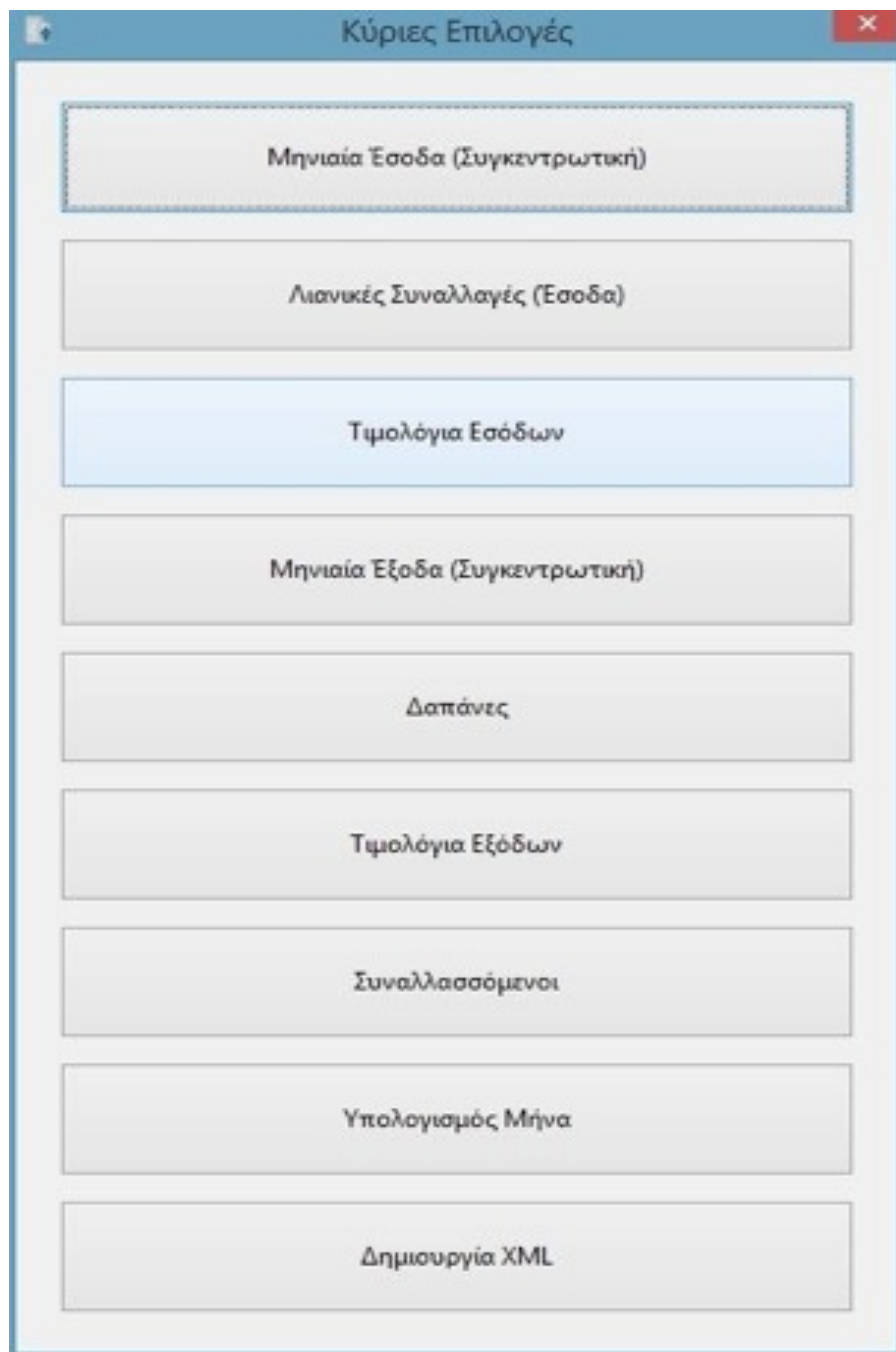 Κύριες Επιλογές
Μηνιαία Έσοδα (Συγκεντρωτική)
Λιανικές Συναλλαγές (Έσοδα)
Τιμολόγια Εσόδων
Μηνιαία Έξοδα (Συγκεντρωτική)
Δαπάνες
Τιμολόγια Εξόδων
Συναλλασσόμενοι
Υπολογισμός Μήνα
Δημιουργία XML